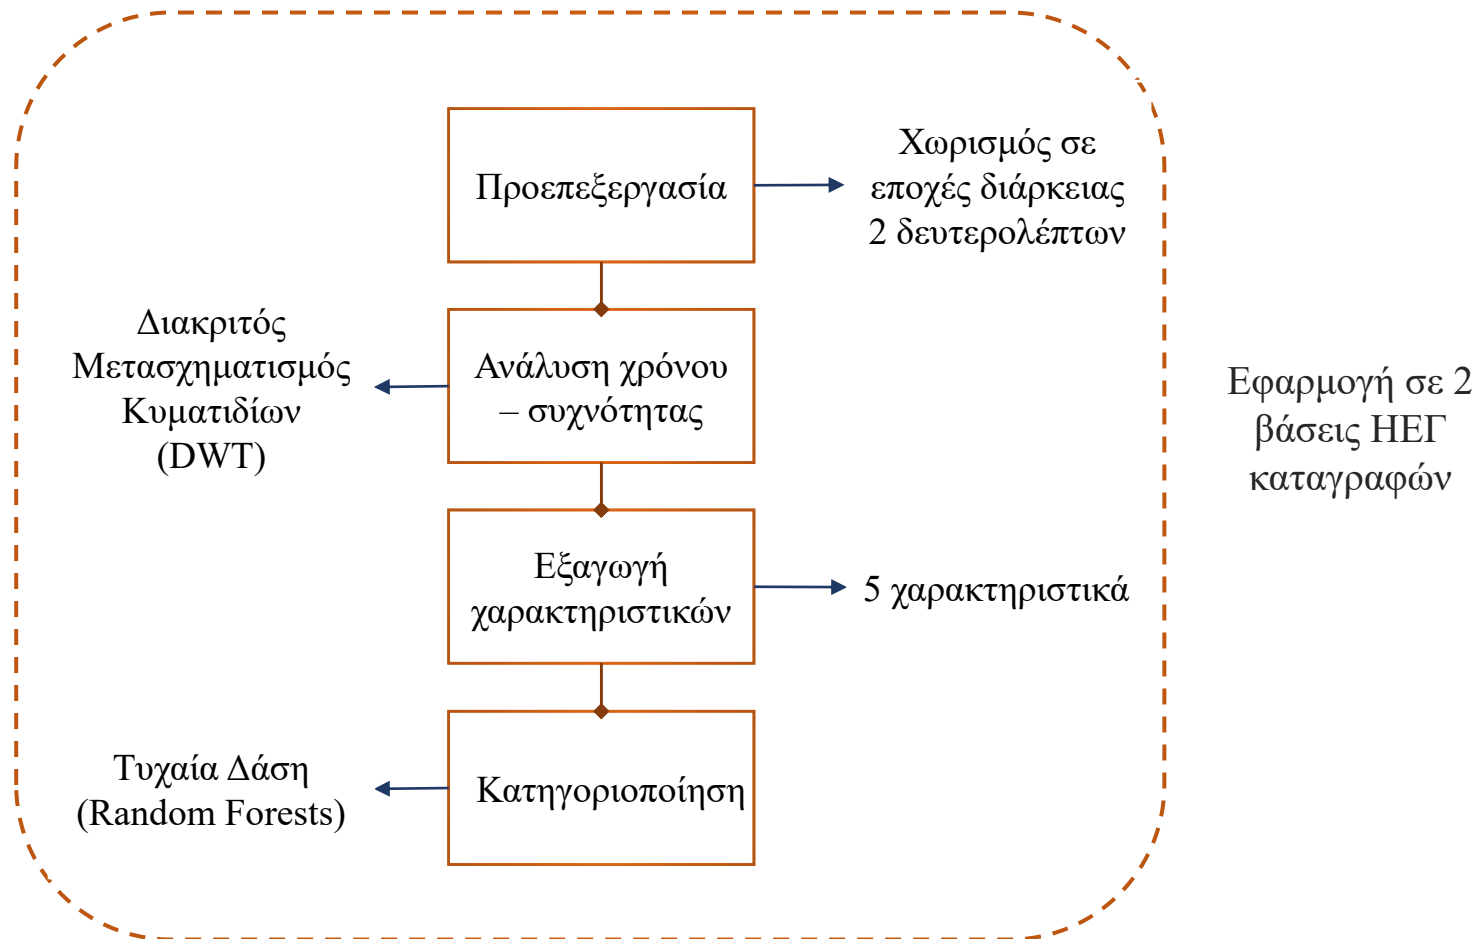 Προεπεξεργασία
Χωρισμός σε
εποχές διάρκειας
2 δευτερολέπτων
Διακριτός
Μετασχηματισμός
Κυματιδίων
(DWT)
Ανάλυση χρόνου
– συχνότητας
Εξαγωγή
χαρακτηριστικών
5 χαρακτηριστικά
Τυχαία Δάση
(Random Forests)
Κατηγοριοποίηση
Εφαρμογή σε 2
βάσεις ΗΕΓ
καταγραφών